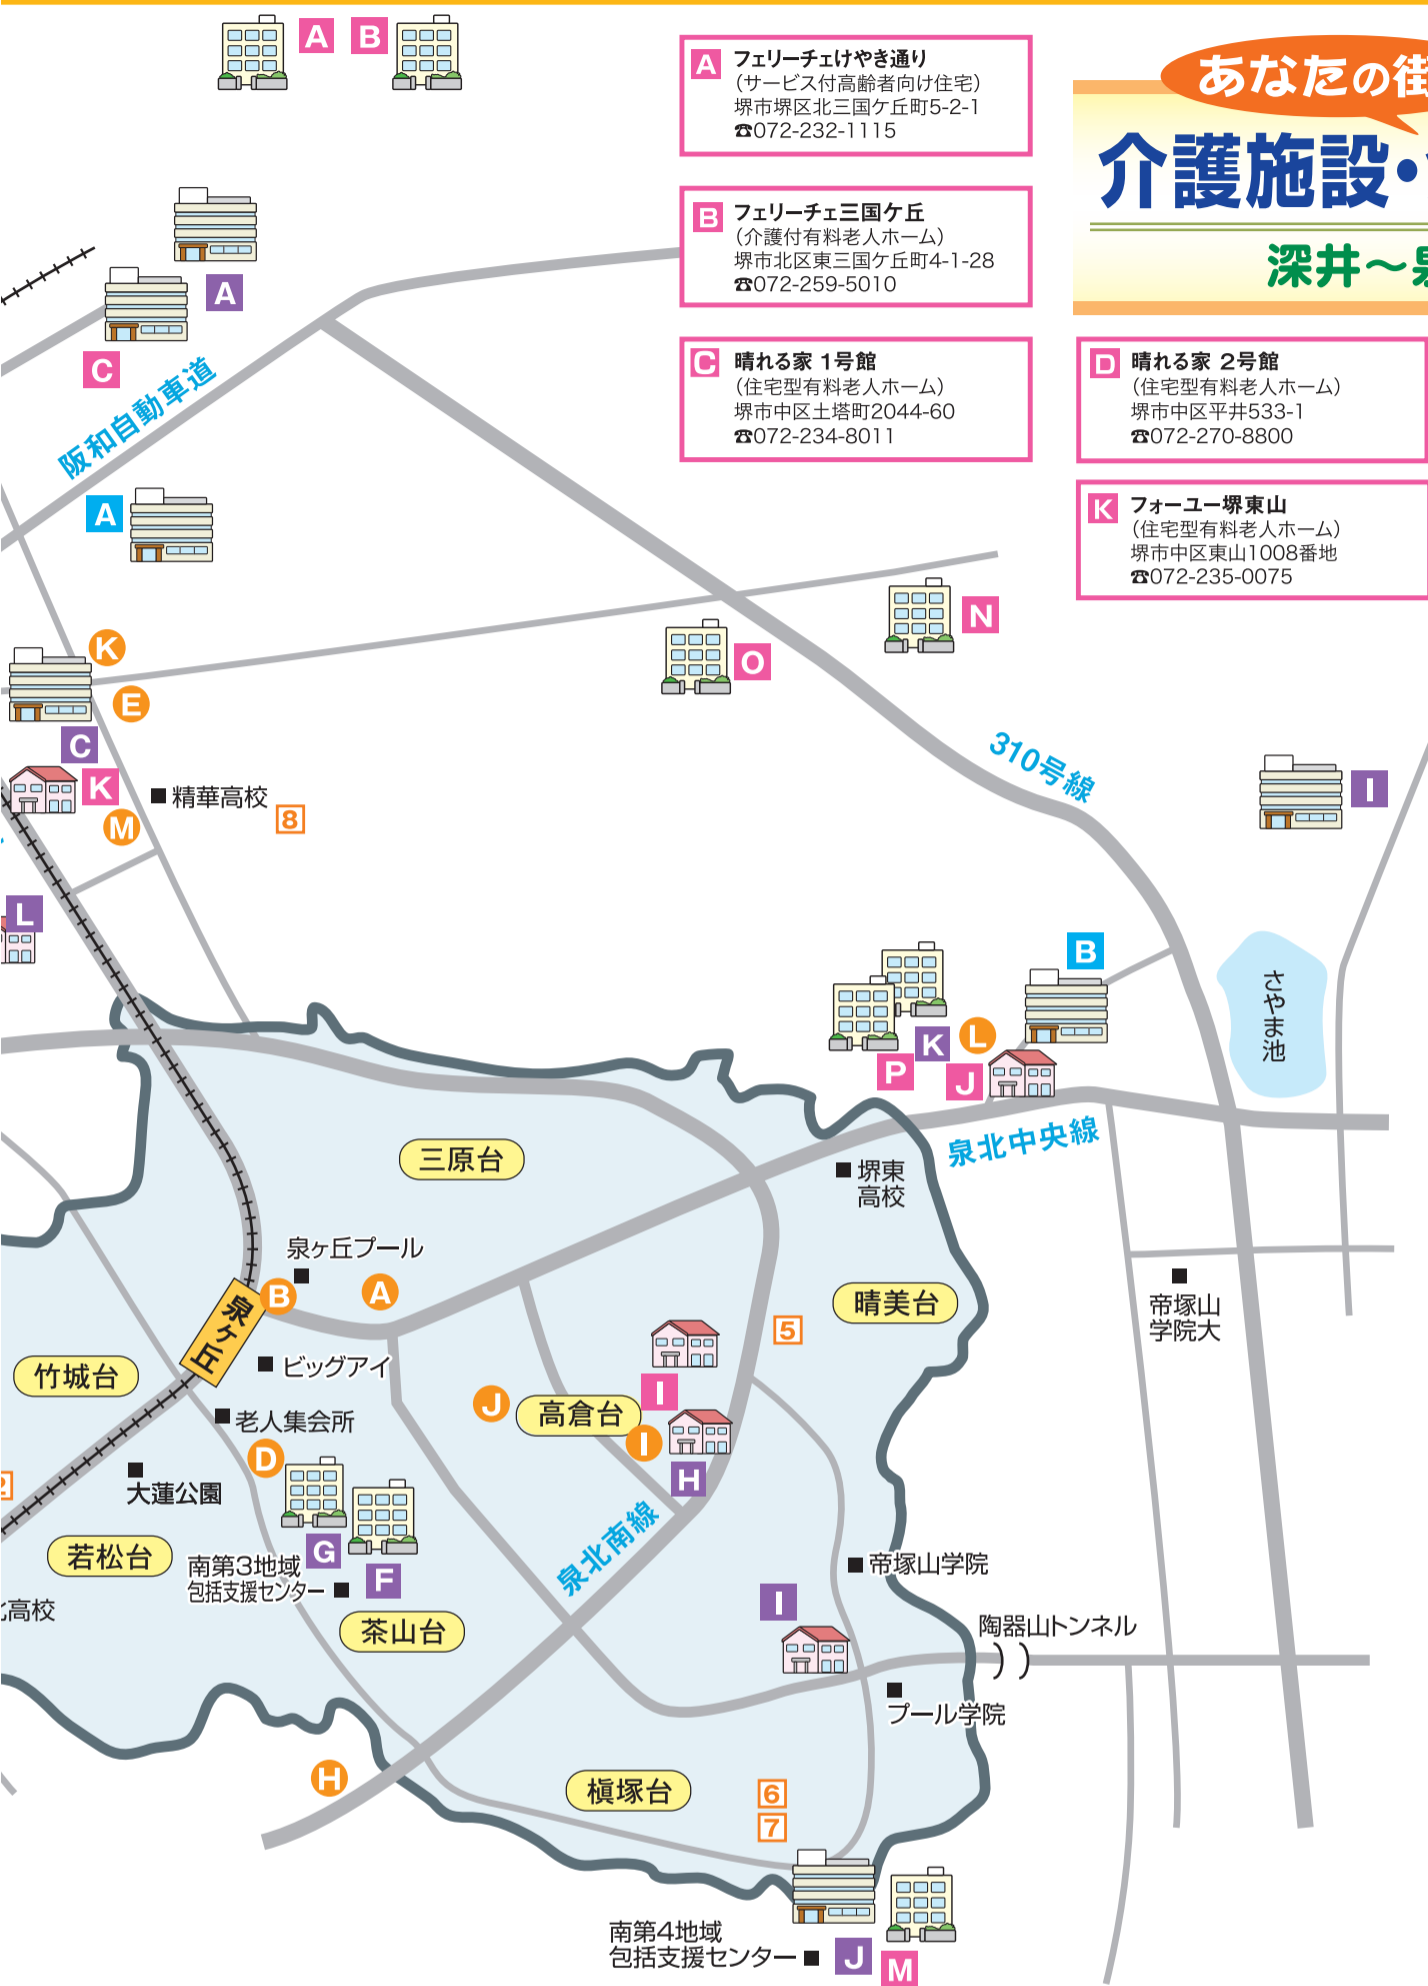 A
B
A
フェリーチェけやき通り
(サービス付高齢者向け住宅)
堺市堺区北三国ケ丘町5-2-1
☎072-232-1115
あなたの街
介護施設・
深井～泉
B
フェリーチェ三国ケ丘
(介護付有料老人ホーム)
堺市北区東三国ケ丘町4-1-28
☎072-259-5010
C
晴れる家 1号館
(住宅型有料老人ホーム)
堺市中区土塔町2044-60
☎072-234-8011
D
晴れる家 2号館
(住宅型有料老人ホーム)
堺市中区平井533-1
☎072-270-8800
K
フォーユー堺東山
(住宅型有料老人ホーム)
堺市中区東山1008番地
☎072-235-0075
A
C
阪和自動車道
A
N
O
K
E
C
K
M
精華高校
8
310号線
I
L
B
さやま池
K
L
P
J
泉北中央線
三原台
堺東
高校
泉ヶ丘プール
B
A
泉ヶ丘
晴美台
帝塚山
学院大
5
竹城台
ビッグアイ
I
J
高倉台
I
老人集会所
D
H
大蓮公園
2
泉北南線
若松台
南第3地域
包括支援センター
G
F
帝塚山学院
I
高校
茶山台
陶器山トンネル
プール学院
H
槇塚台
6
7
南第4地域
包括支援センター
J
M